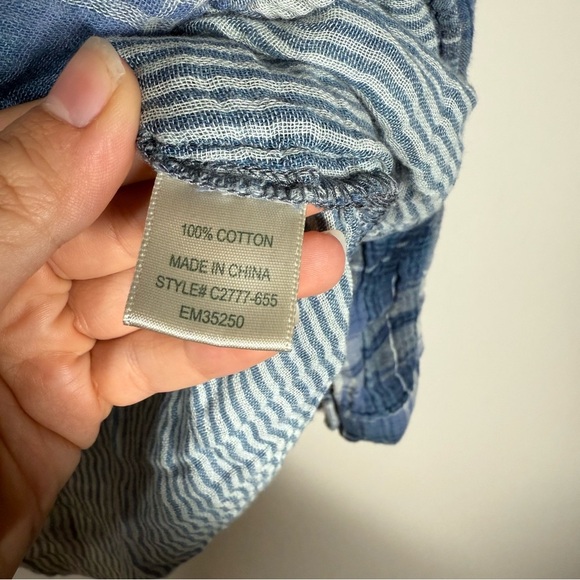 100% COTTON
MADE IN CHINA
STYLE# C2777-655
EM35250